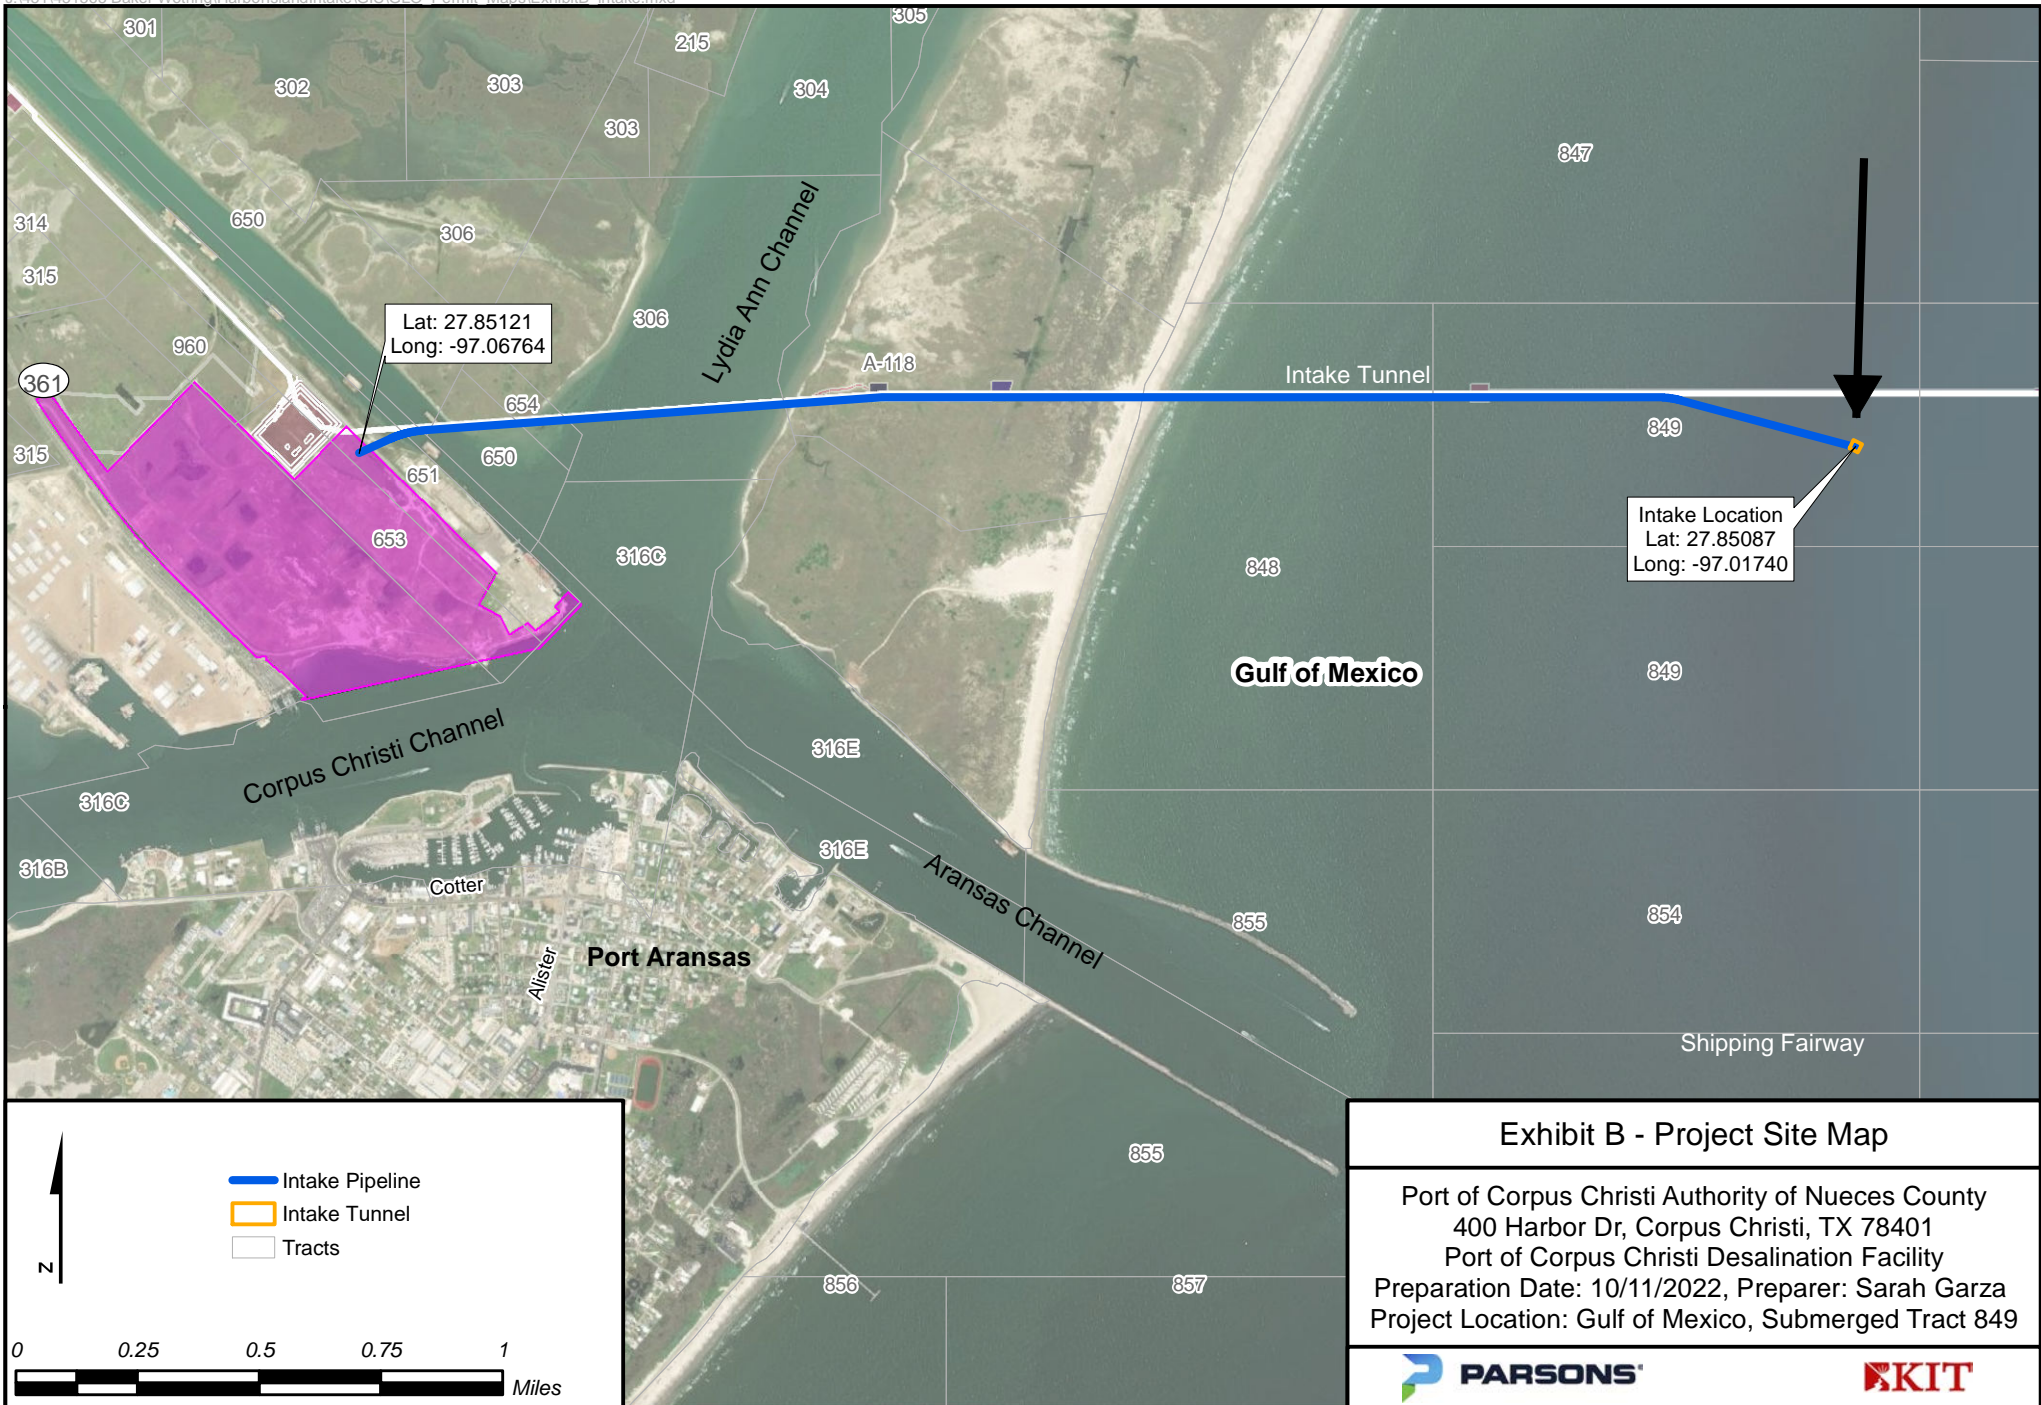 301
302
303
303
215
304
305
847
314
315
315
650
306
306
Lydia Ann Channel
960
361
Lat: 27.85121
Long: -97.06764
A-118
Intake Tunnel
654
650
651
653
849
Intake Location
Lat: 27.85087
Long: -97.01740
316C
848
Gulf of Mexico
849
Corpus Christi Channel
316E
316C
316B
316E
Cotter
Alister
Port Aransas
Aransas Channel
855
854
Shipping Fairway
855
856
857
N
Intake Pipeline
Intake Tunnel
Tracts
0 0.25 0.5 0.75 1
Miles
Exhibit B - Project Site Map
Port of Corpus Christi Authority of Nueces County
400 Harbor Dr, Corpus Christi, TX 78401
Port of Corpus Christi Desalination Facility
Preparation Date: 10/11/2022, Preparer: Sarah Garza
Project Location: Gulf of Mexico, Submerged Tract 849
PARSONS
KIT